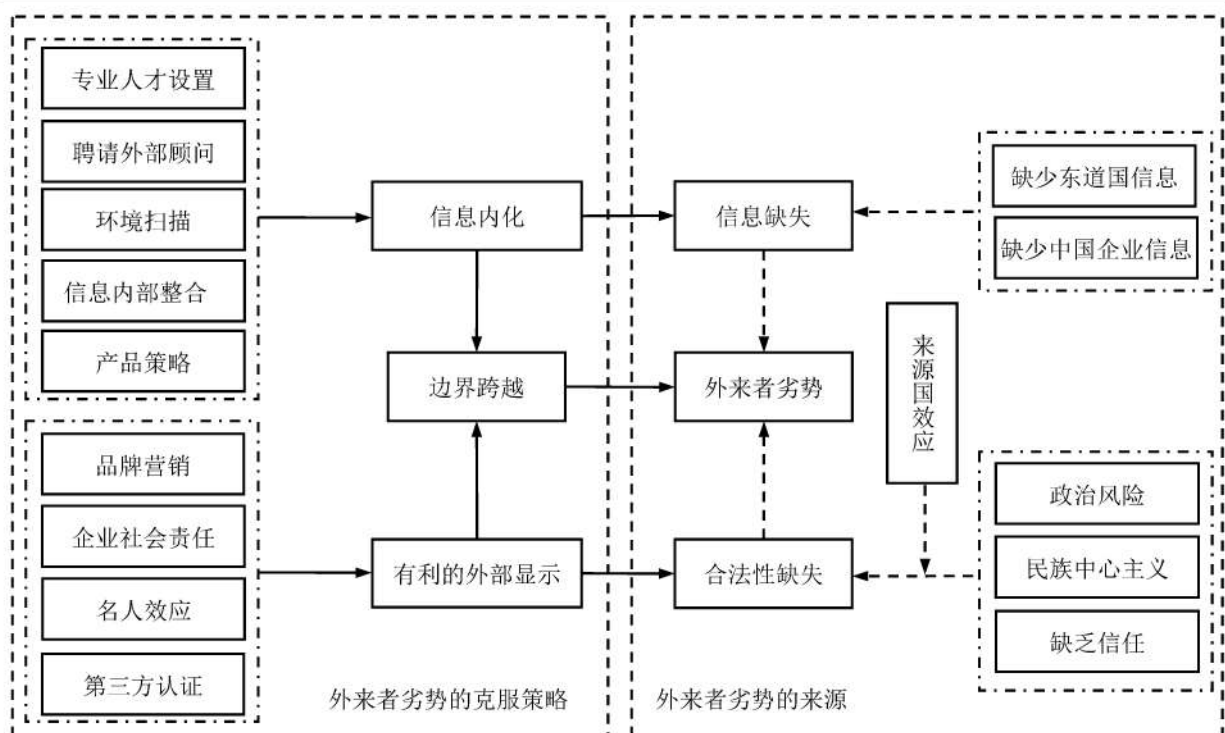 专业人才设置
聘请外部顾问
环境扫描
信息内部整合
产品策略
品牌营销
企业社会责任
名人效应
第三方认证
信息内化
边界跨越
有利的外部显示
外来者劣势的克服策略
信息缺失
外来者劣势
合法性缺失
外来者劣势的来源
来源国效应
缺少东道国信息
缺少中国企业信息
政治风险
民族中心主义
缺乏信任